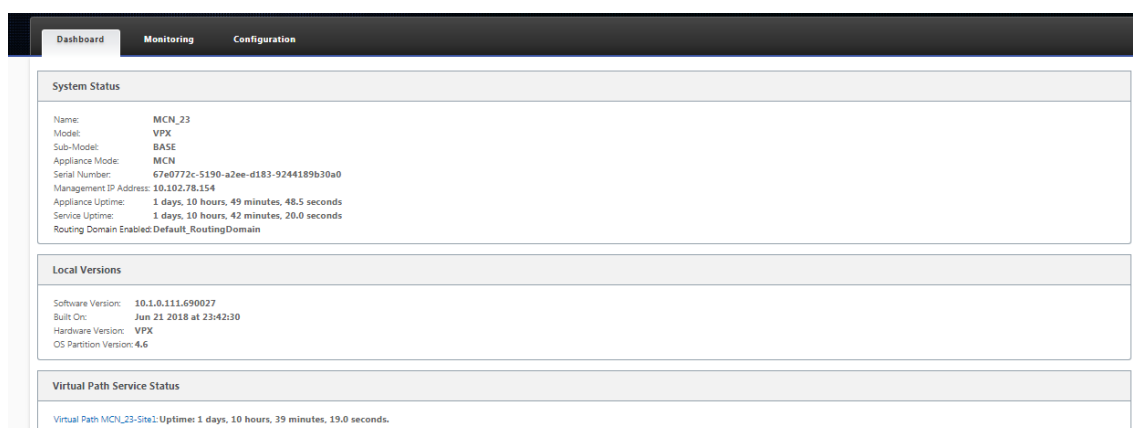 Dashboard Monitoring Configuration
System Status
Name: MCN_23
Model: VPX
Sub-Model: BASE
Appliance Mode: MCN
Serial Number: 67e0772c-5190-a2ee-d183-9244189b30a0
Management IP Address: 10.102.78.154
Appliance Uptime: 1 days, 10 hours, 49 minutes, 48.5 seconds
Service Uptime: 1 days, 10 hours, 42 minutes, 20.0 seconds
Routing Domain Enabled: Default_RoutingDomain
Local Versions
Software Version: 10.1.0.111.690027
Built On: Jun 21 2018 at 23:42:30
Hardware Version: VPX
OS Partition Version: 4.6
Virtual Path Service Status
Virtual Path MCN_23-Site1: Uptime: 1 days, 10 hours, 39 minutes, 19.0 seconds.